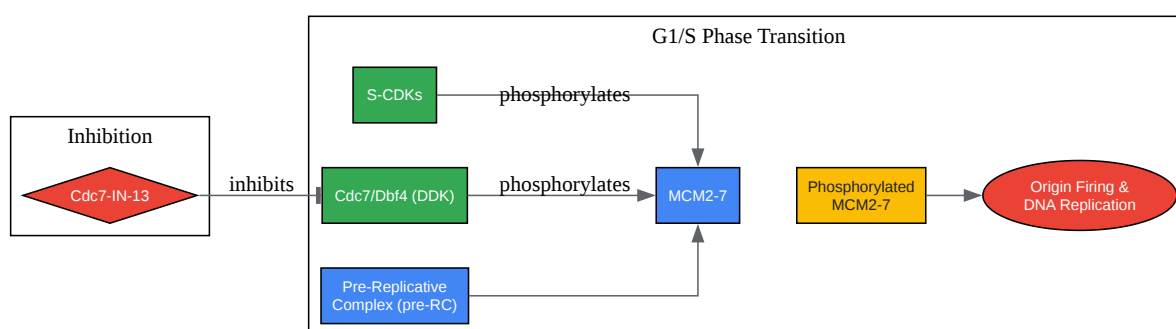 G1/S Phase Transition
S-CDKs
phosphorylates
Inhibition
Cdc7-IN-13
inhibits
Cdc7/Dbf4 (DDK)
phosphorylates
MCM2-7
Phosphorylated
MCM2-7
Origin Firing &
DNA Replication
Pre-Replicative
Complex (pre-RC)